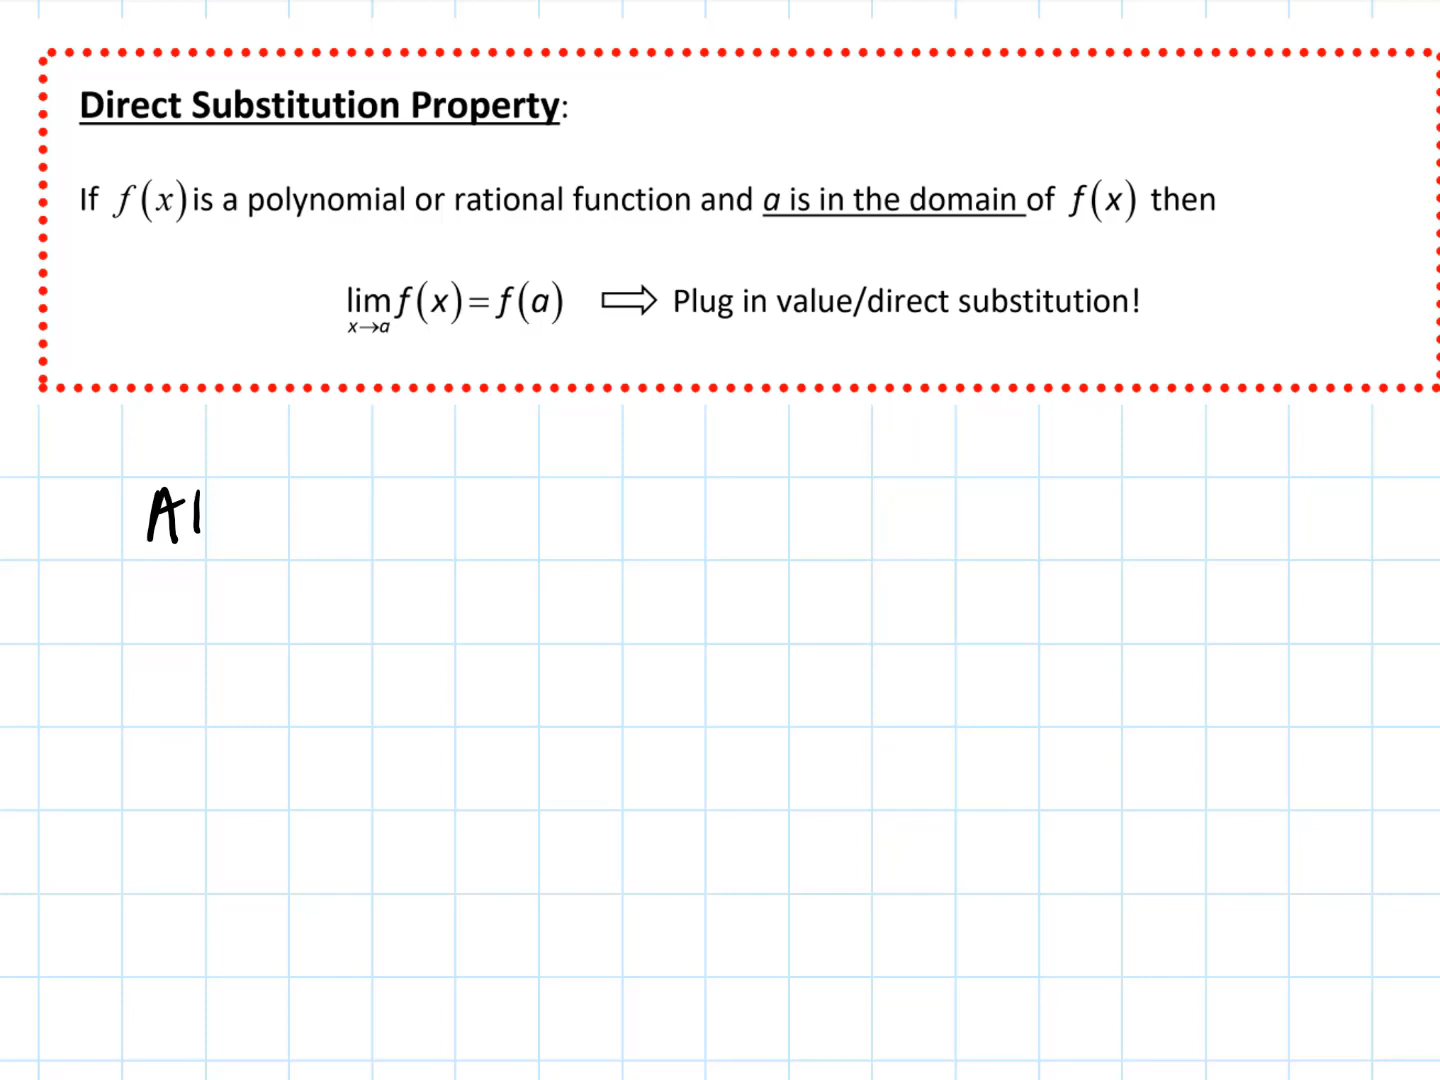 Direct Substitution Property:
If f(x) is a polynomial or rational function and a is in the domain of f(x) then
lim f(x) = f(a) ⇒ Plug in value/direct substitution!
x→a
Al